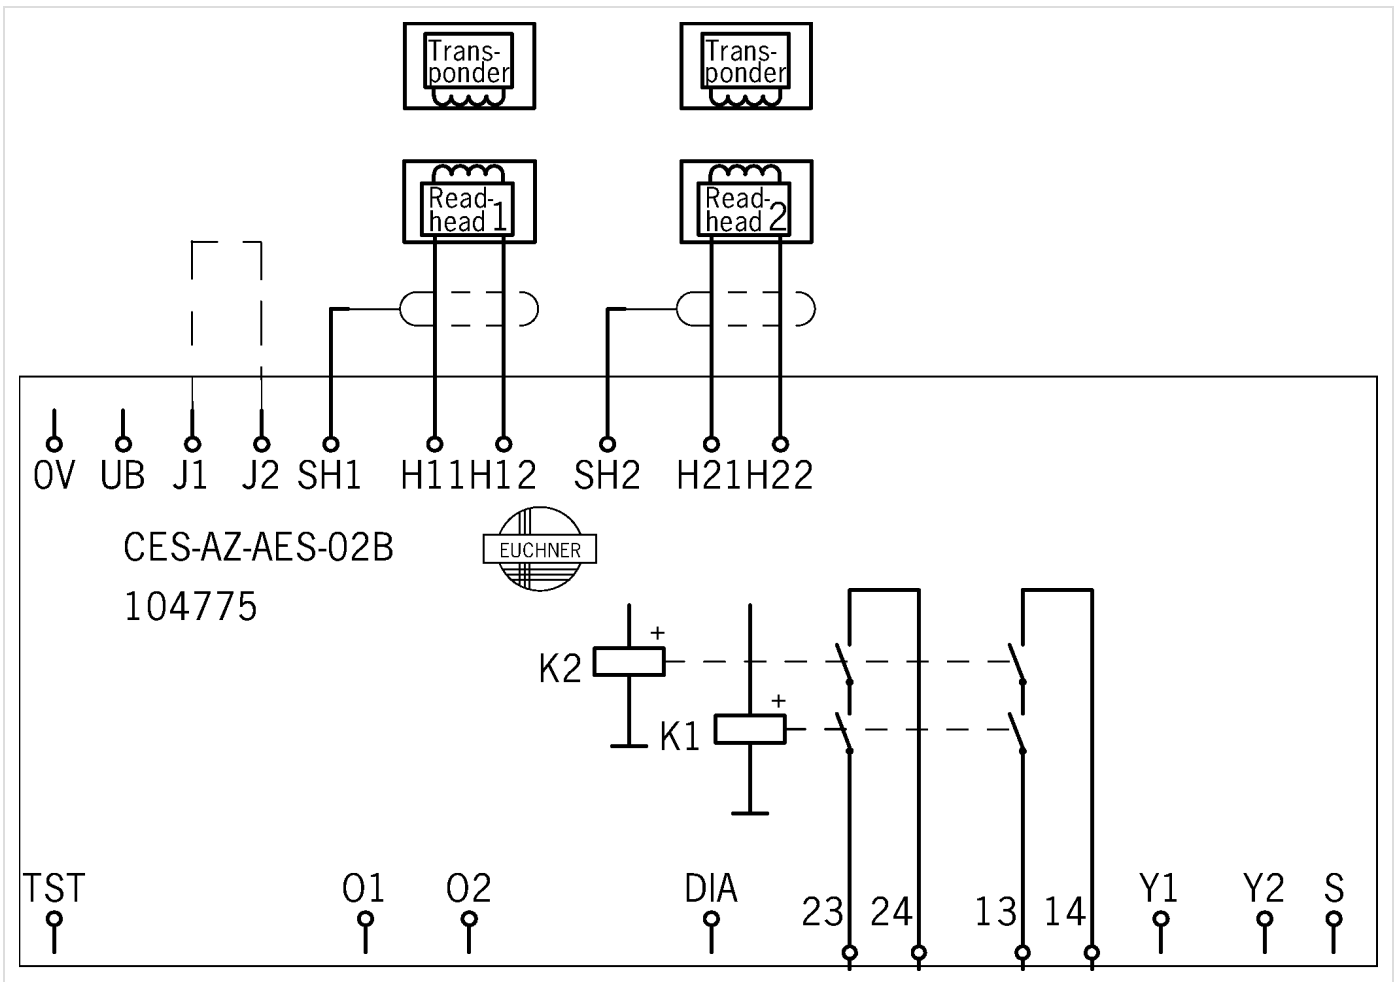 Trans-
ponder
Trans-
ponder
Read-
head 1
Read-
head 2
0V UB J1 J2 SH1 H11 H12 SH2 H21 H22
CES-AZ-AES-02B
EUCHNER
104775
+
K2
+
K1
TST O1 O2 DIA 23 24 13 14 Y1 Y2 S